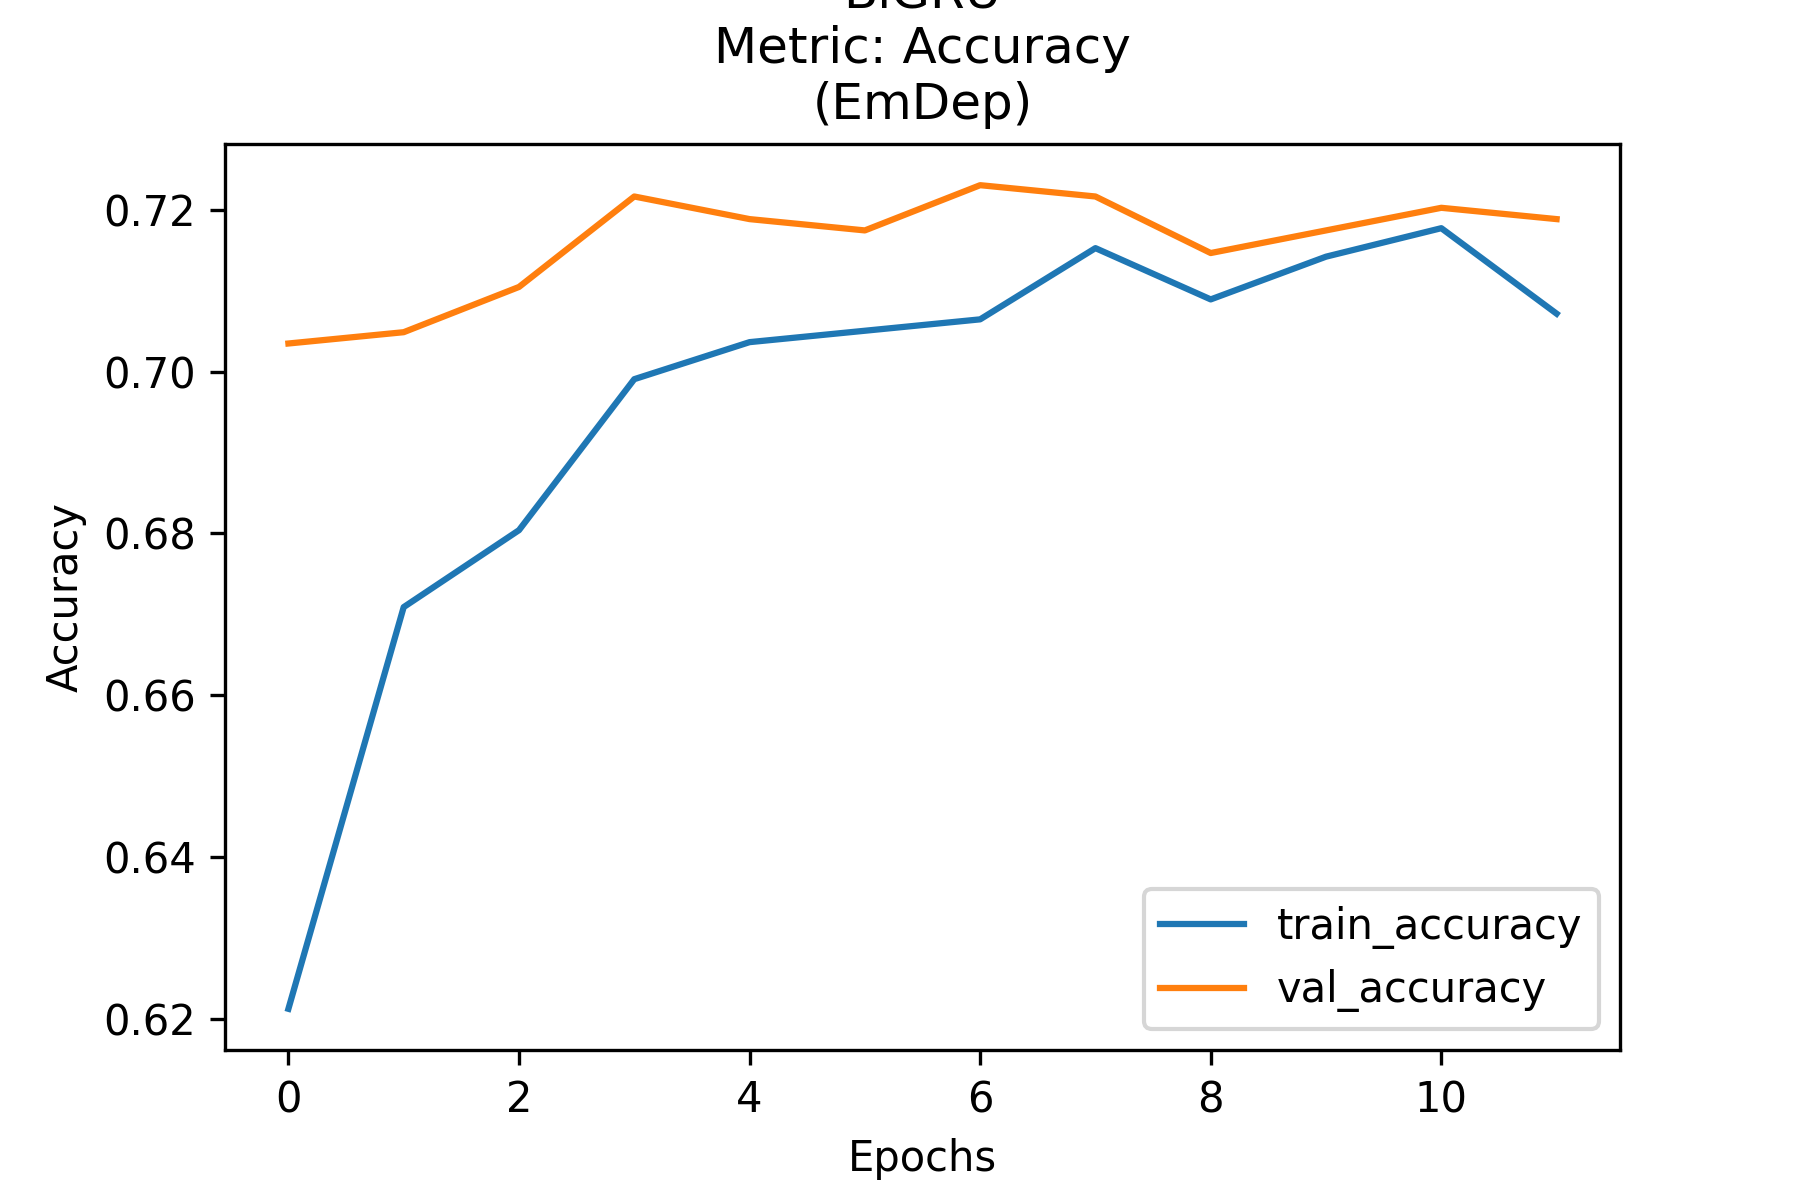 BiGRU
Metric: Accuracy
(EmDep)
0.72
0.70
0.68
0.66
0.64
0.62
Accuracy
train_accuracy
val_accuracy
0 2 4 6 8 10
Epochs